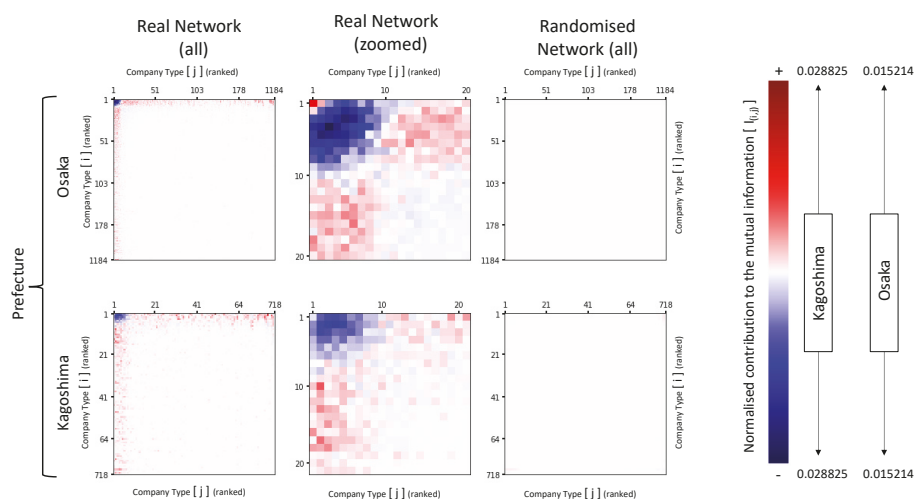 Real Network
(all)
Real Network
(zoomed)
Randomised
Network (all)
Company Type [ j ] (ranked)
Company Type [ j ] (ranked)
Company Type [ j ] (ranked)
1 51 103 178 1184
1 10 20
1 51 103 178 1184
Prefecture
Osaka
Company Type [ i ] (ranked)
1
51
103
178
1184
1
10
20
1
51
103
178
1184
Company Type [ i ] (ranked)
1 21 41 64 718
1 10 20
1 21 41 64 718
Kagoshima
Company Type [ i ] (ranked)
1
21
41
64
718
1
10
20
1
21
41
64
718
Company Type [ i ] (ranked)
Company Type [ j ] (ranked)
Company Type [ j ] (ranked)
Company Type [ j ] (ranked)
Normalised contribution to the mutual information [ I(i,j) ]
+ 0.028825 0.015214
Kagoshima
Osaka
- 0.028825 0.015214